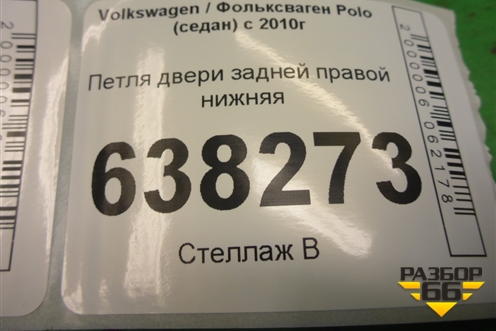 Volkswagen / Фольксваген Polo
(седан) с 2010г
Петля двери задней правой
нижняя
638273
Стеллаж В
2000006062178
РАЗБОР
66